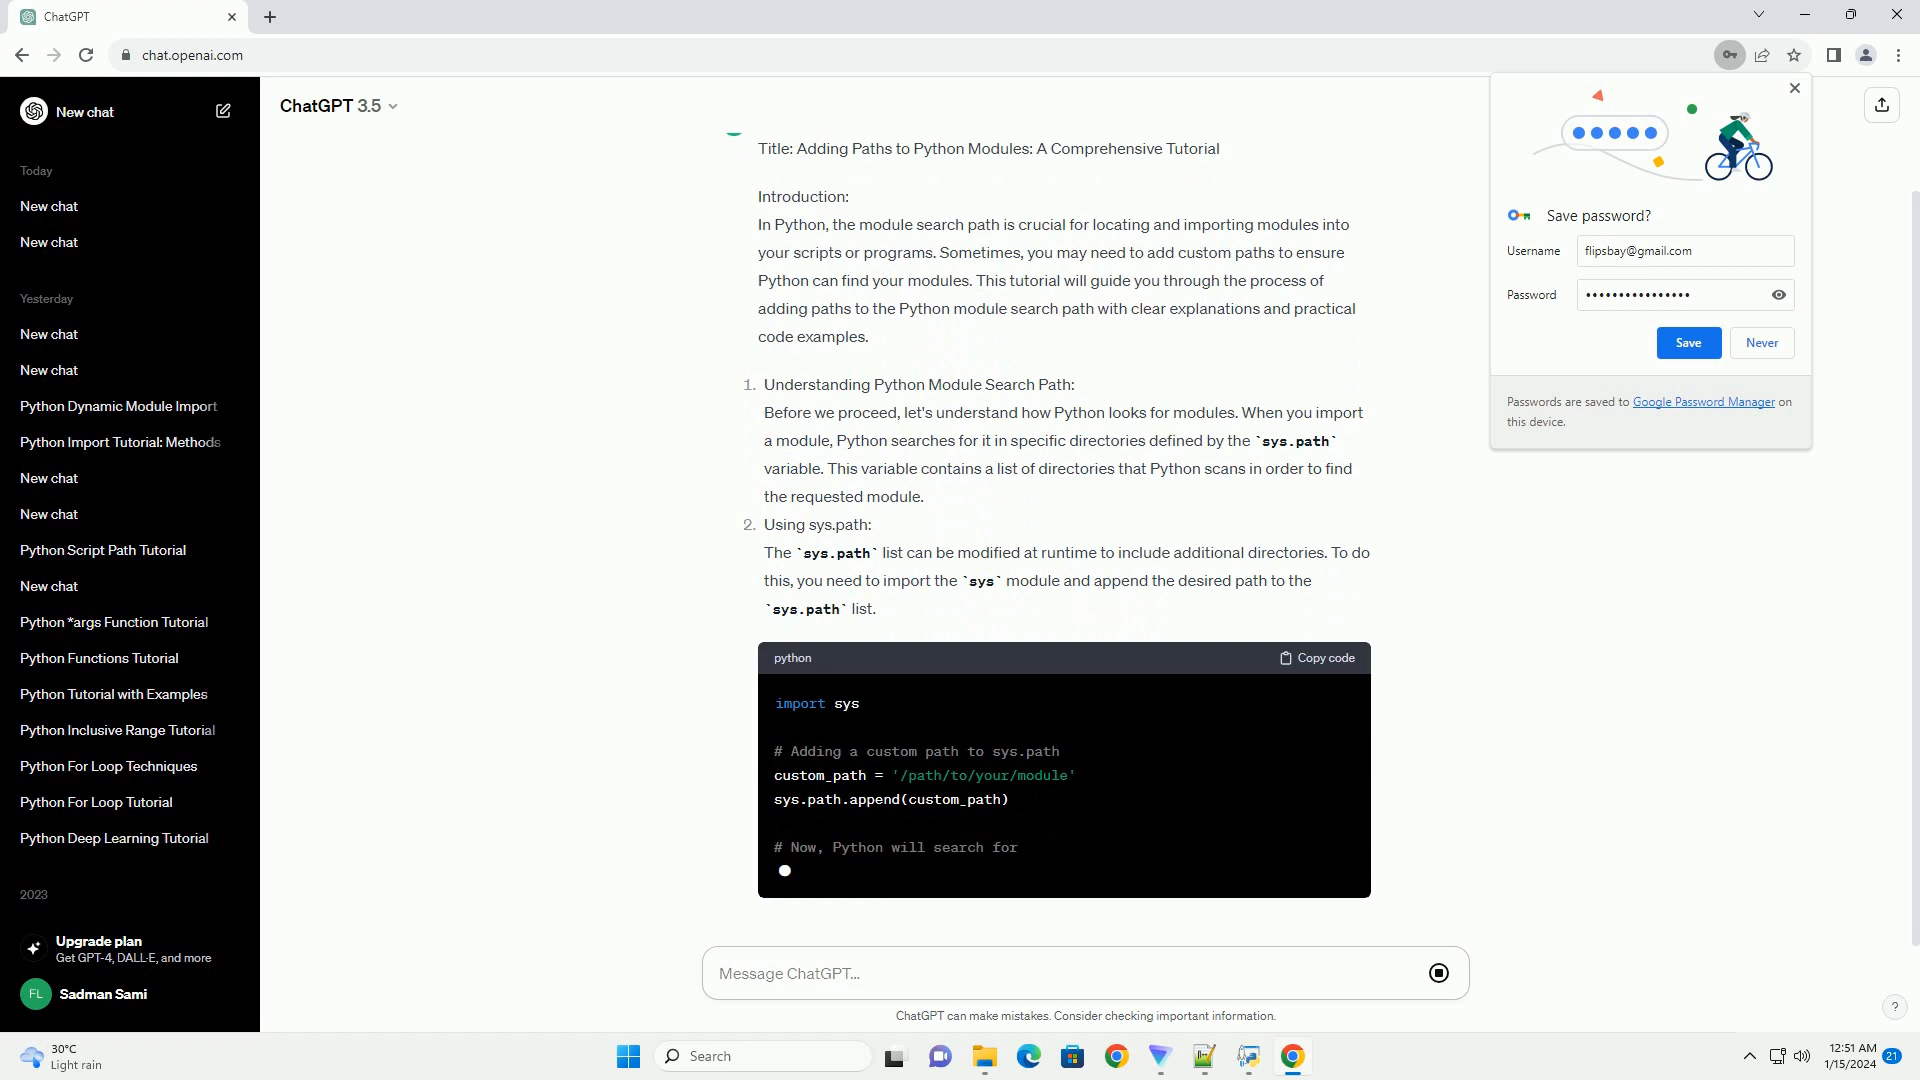 ChatGPT
chat.openai.com
New chat
Today
New chat
New chat
Yesterday
New chat
New chat
Python Dynamic Module Import
Python Import Tutorial: Methods
New chat
New chat
Python Script Path Tutorial
New chat
Python *args Function Tutorial
Python Functions Tutorial
Python Tutorial with Examples
Python Inclusive Range Tutorial
Python For Loop Techniques
Python For Loop Tutorial
Python Deep Learning Tutorial
2023
Upgrade plan
Get GPT-4, DALL·E, and more
FL Sadman Sami
ChatGPT 3.5
Title: Adding Paths to Python Modules: A Comprehensive Tutorial
Introduction:
In Python, the module search path is crucial for locating and importing modules into
your scripts or programs. Sometimes, you may need to add custom paths to ensure
Python can find your modules. This tutorial will guide you through the process of
adding paths to the Python module search path with clear explanations and practical
code examples.
1. Understanding Python Module Search Path:
Before we proceed, let's understand how Python looks for modules. When you import
a module, Python searches for it in specific directories defined by the `sys.path`
variable. This variable contains a list of directories that Python scans in order to find
the requested module.
2. Using sys.path:
The `sys.path` list can be modified at runtime to include additional directories. To do
this, you need to import the `sys` module and append the desired path to the
`sys.path` list.
python Copy code
import sys
# Adding a custom path to sys.path
custom_path = '/path/to/your/module'
sys.path.append(custom_path)
# Now, Python will search for
Message ChatGPT...
ChatGPT can make mistakes. Consider checking important information.
?
Save password?
Username flipsbay@gmail.com
Password ••••••••••••••••
Save Never
Passwords are saved to Google Password Manager on
this device.
30°C
Light rain
Search
12:51 AM
1/15/2024
21